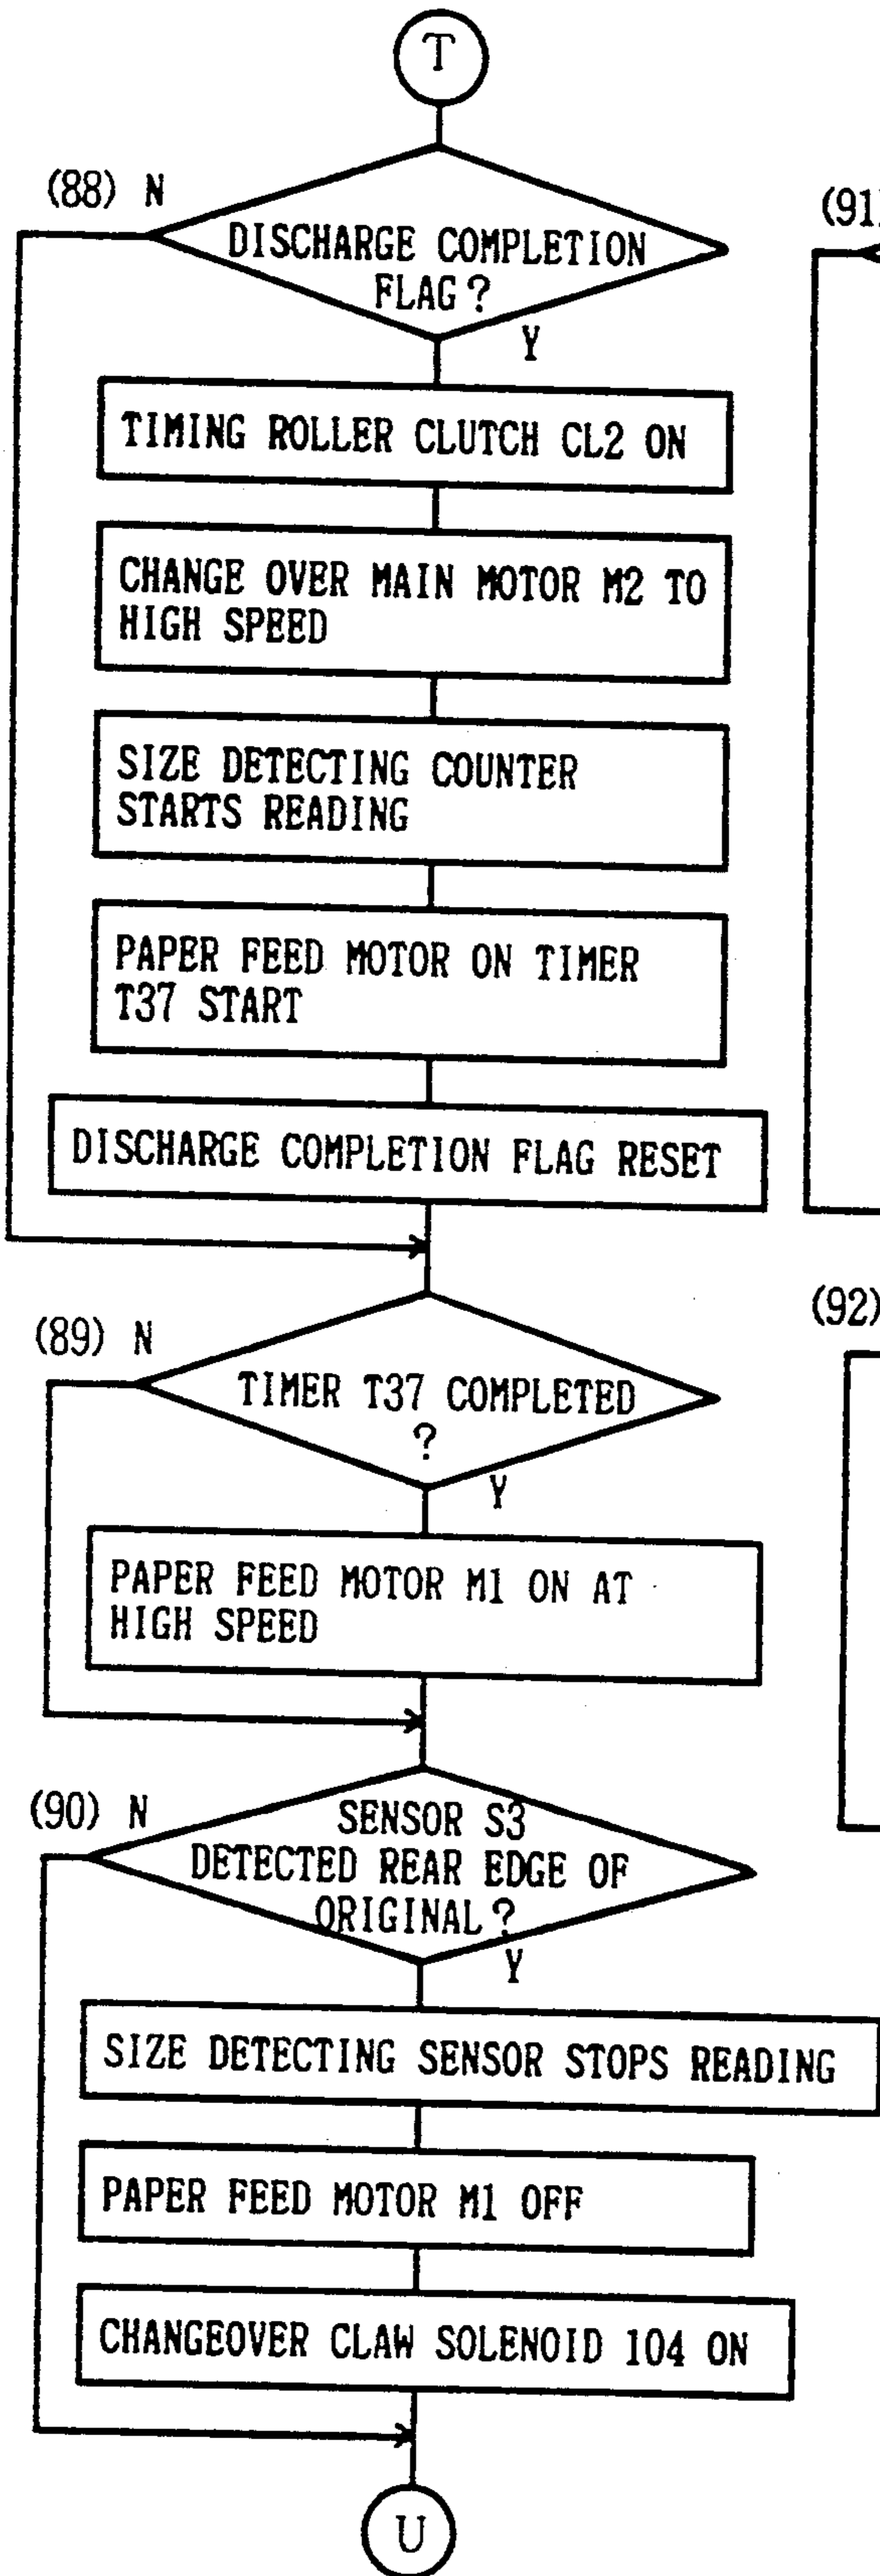 T
(88) N
DISCHARGE COMPLETION
FLAG?
Y
TIMING ROLLER CLUTCH CL2 ON
CHANGE OVER MAIN MOTOR M2 TO
HIGH SPEED
SIZE DETECTING COUNTER
STARTS READING
PAPER FEED MOTOR ON TIMER
T37 START
DISCHARGE COMPLETION FLAG RESET
(89) N
TIMER T37 COMPLETED
?
Y
PAPER FEED MOTOR M1 ON AT
HIGH SPEED
(90) N
SENSOR S3
DETECTED REAR EDGE OF
ORIGINAL?
Y
SIZE DETECTING SENSOR STOPS READING
PAPER FEED MOTOR M1 OFF
CHANGEOVER CLAW SOLENOID 104 ON
U
(91)
(92)